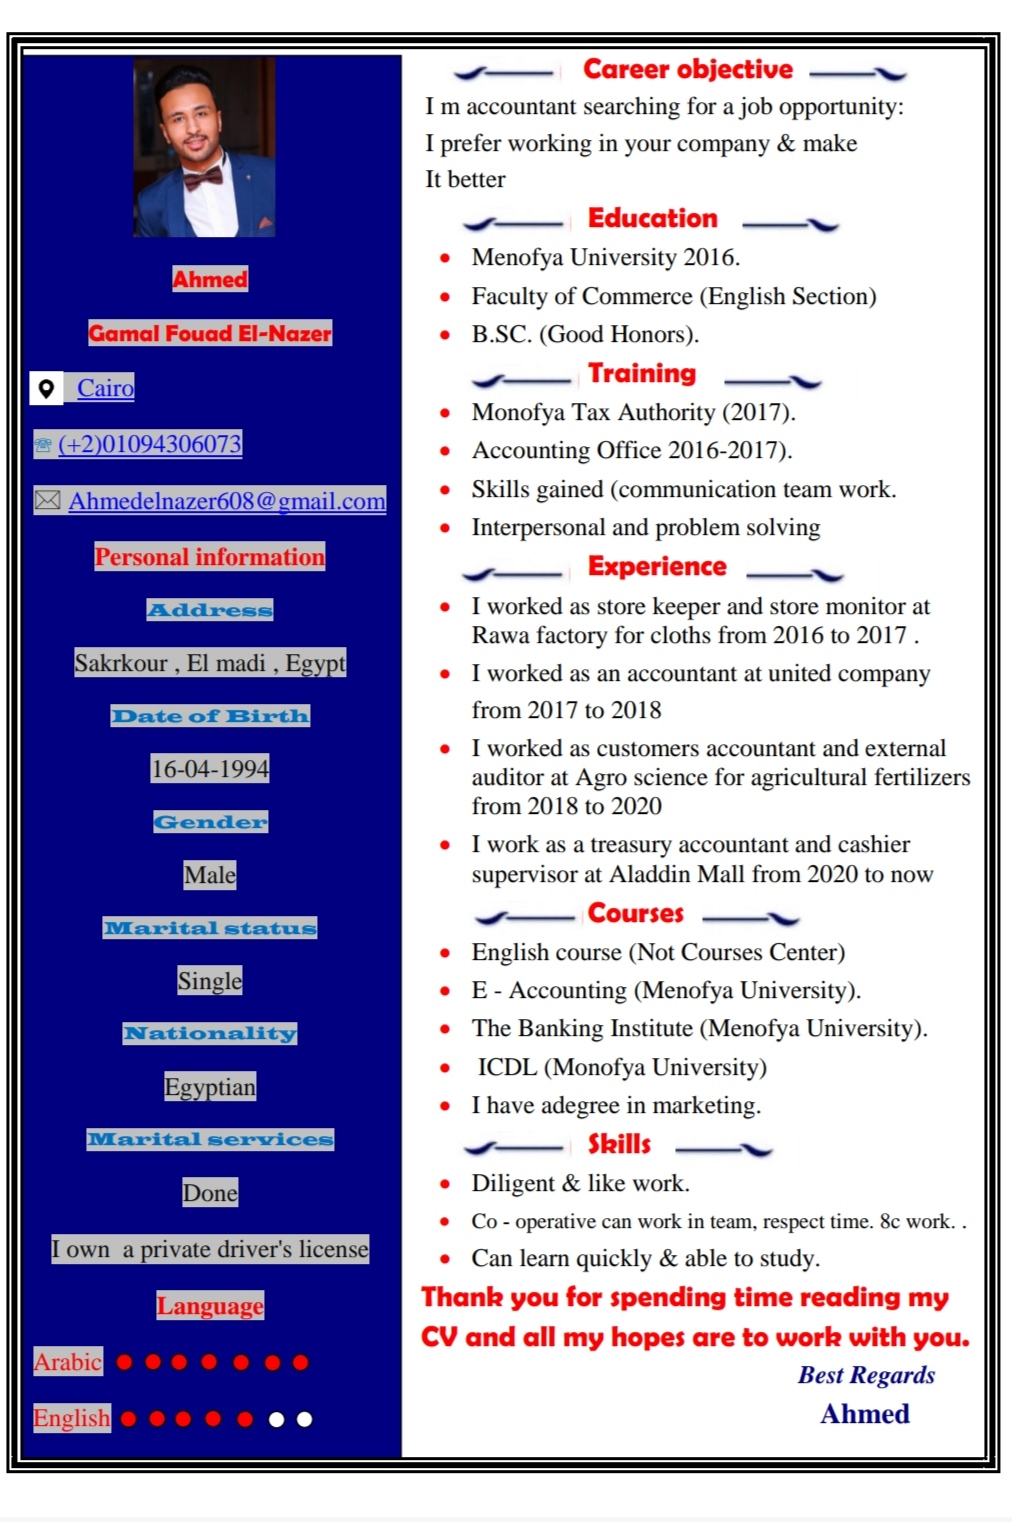 Ahmed
Gamal Fouad El-Nazer
Cairo
(+2)01094306073
Ahmedelnazer608@gmail.com
Personal information
Address
Sakrkour , El madi , Egypt
Date of Birth
16-04-1994
Gender
Male
Marital status
Single
Nationality
Egyptian
Marital services
Done
I own  a private driver's license
Language
Arabic
English
Career objective
I m accountant searching for a job opportunity:
I prefer working in your company & make
It better
Education
• Menofya University 2016.
• Faculty of Commerce (English Section)
• B.SC. (Good Honors).
Training
• Monofya Tax Authority (2017).
• Accounting Office 2016-2017).
• Skills gained (communication team work.
• Interpersonal and problem solving
Experience
• I worked as store keeper and store monitor at
Rawa factory for cloths from 2016 to 2017 .
• I worked as an accountant at united company
from 2017 to 2018
• I worked as customers accountant and external
auditor at Agro science for agricultural fertilizers
from 2018 to 2020
• I work as a treasury accountant and cashier
supervisor at Aladdin Mall from 2020 to now
Courses
• English course (Not Courses Center)
• E - Accounting (Menofya University).
• The Banking Institute (Menofya University).
• ICDL (Monofya University)
• I have adegree in marketing.
Skills
• Diligent & like work.
• Co - operative can work in team, respect time. 8c work. .
• Can learn quickly & able to study.
Thank you for spending time reading my
CV and all my hopes are to work with you.
Best Regards
Ahmed